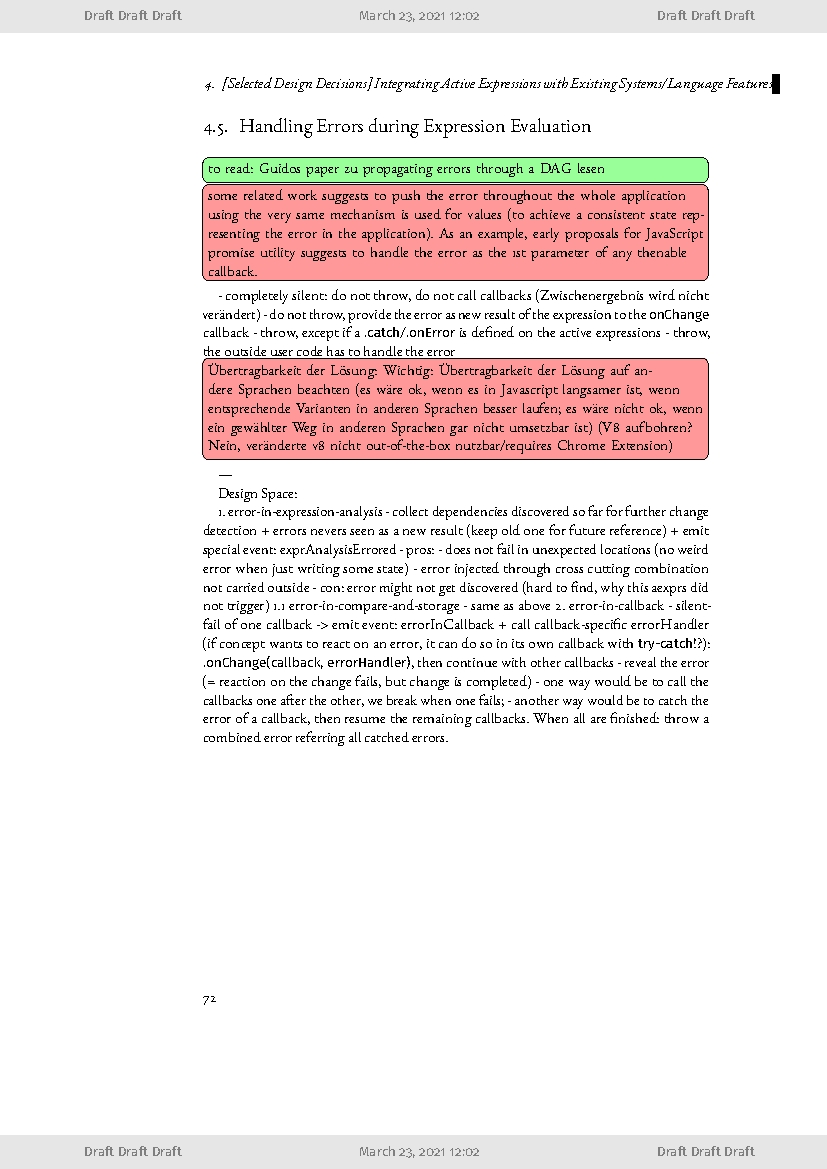 Draft Draft Draft March 23, 2021 12:02 Draft Draft Draft
4. [Selected Design Decisions] Integrating Active Expressions with Existing Systems/Language Features
4.5. Handling Errors during Expression Evaluation
to read: Guidos paper zu propagating errors through a DAG lesen
some related work suggests to push the error throughout the whole application
using the very same mechanism is used for values (to achieve a consistent state rep-
resenting the error in the application). As an example, early proposals for JavaScript
promise utility suggests to handle the error as the 1st parameter of any thenable
callback.
- completely silent: do not throw, do not call callbacks (Zwischenergebnis wird nicht
verändert) - do not throw, provide the error as new result of the expression to the onChange
callback - throw, except if a .catch/.onError is defined on the active expressions - throw,
the outside user code has to handle the error
Übertragbarkeit der Lösung: Wichtig: Übertragbarkeit der Lösung auf an-
dere Sprachen beachten (es wäre ok, wenn es in Javascript langsamer ist, wenn
entsprechende Varianten in anderen Sprachen besser laufen; es wäre nicht ok, wenn
ein gewählter Weg in anderen Sprachen gar nicht umsetzbar ist) (V8 aufbohren?
Nein, veränderte v8 nicht out-of-the-box nutzbar/requires Chrome Extension)
—
Design Space:
1. error-in-expression-analysis - collect dependencies discovered so far for further change
detection + errors nevers seen as a new result (keep old one for future reference) + emit
special event: exprAnalysisErrored - pros: - does not fail in unexpected locations (no weird
error when just writing some state) - error injected through cross cutting combination
not carried outside - con: error might not get discovered (hard to find, why this aexprs did
not trigger) 1.1 error-in-compare-and-storage - same as above 2. error-in-callback - silent-
fail of one callback -> emit event: errorInCallback + call callback-specific errorHandler
(if concept wants to react on an error, it can do so in its own callback with try-catch!?):
.onChange(callback, errorHandler), then continue with other callbacks - reveal the error
(= reaction on the change fails, but change is completed) - one way would be to call the
callbacks one after the other, we break when one fails; - another way would be to catch the
error of a callback, then resume the remaining callbacks. When all are finished: throw a
combined error referring all catched errors.
72
Draft Draft Draft March 23, 2021 12:02 Draft Draft Draft